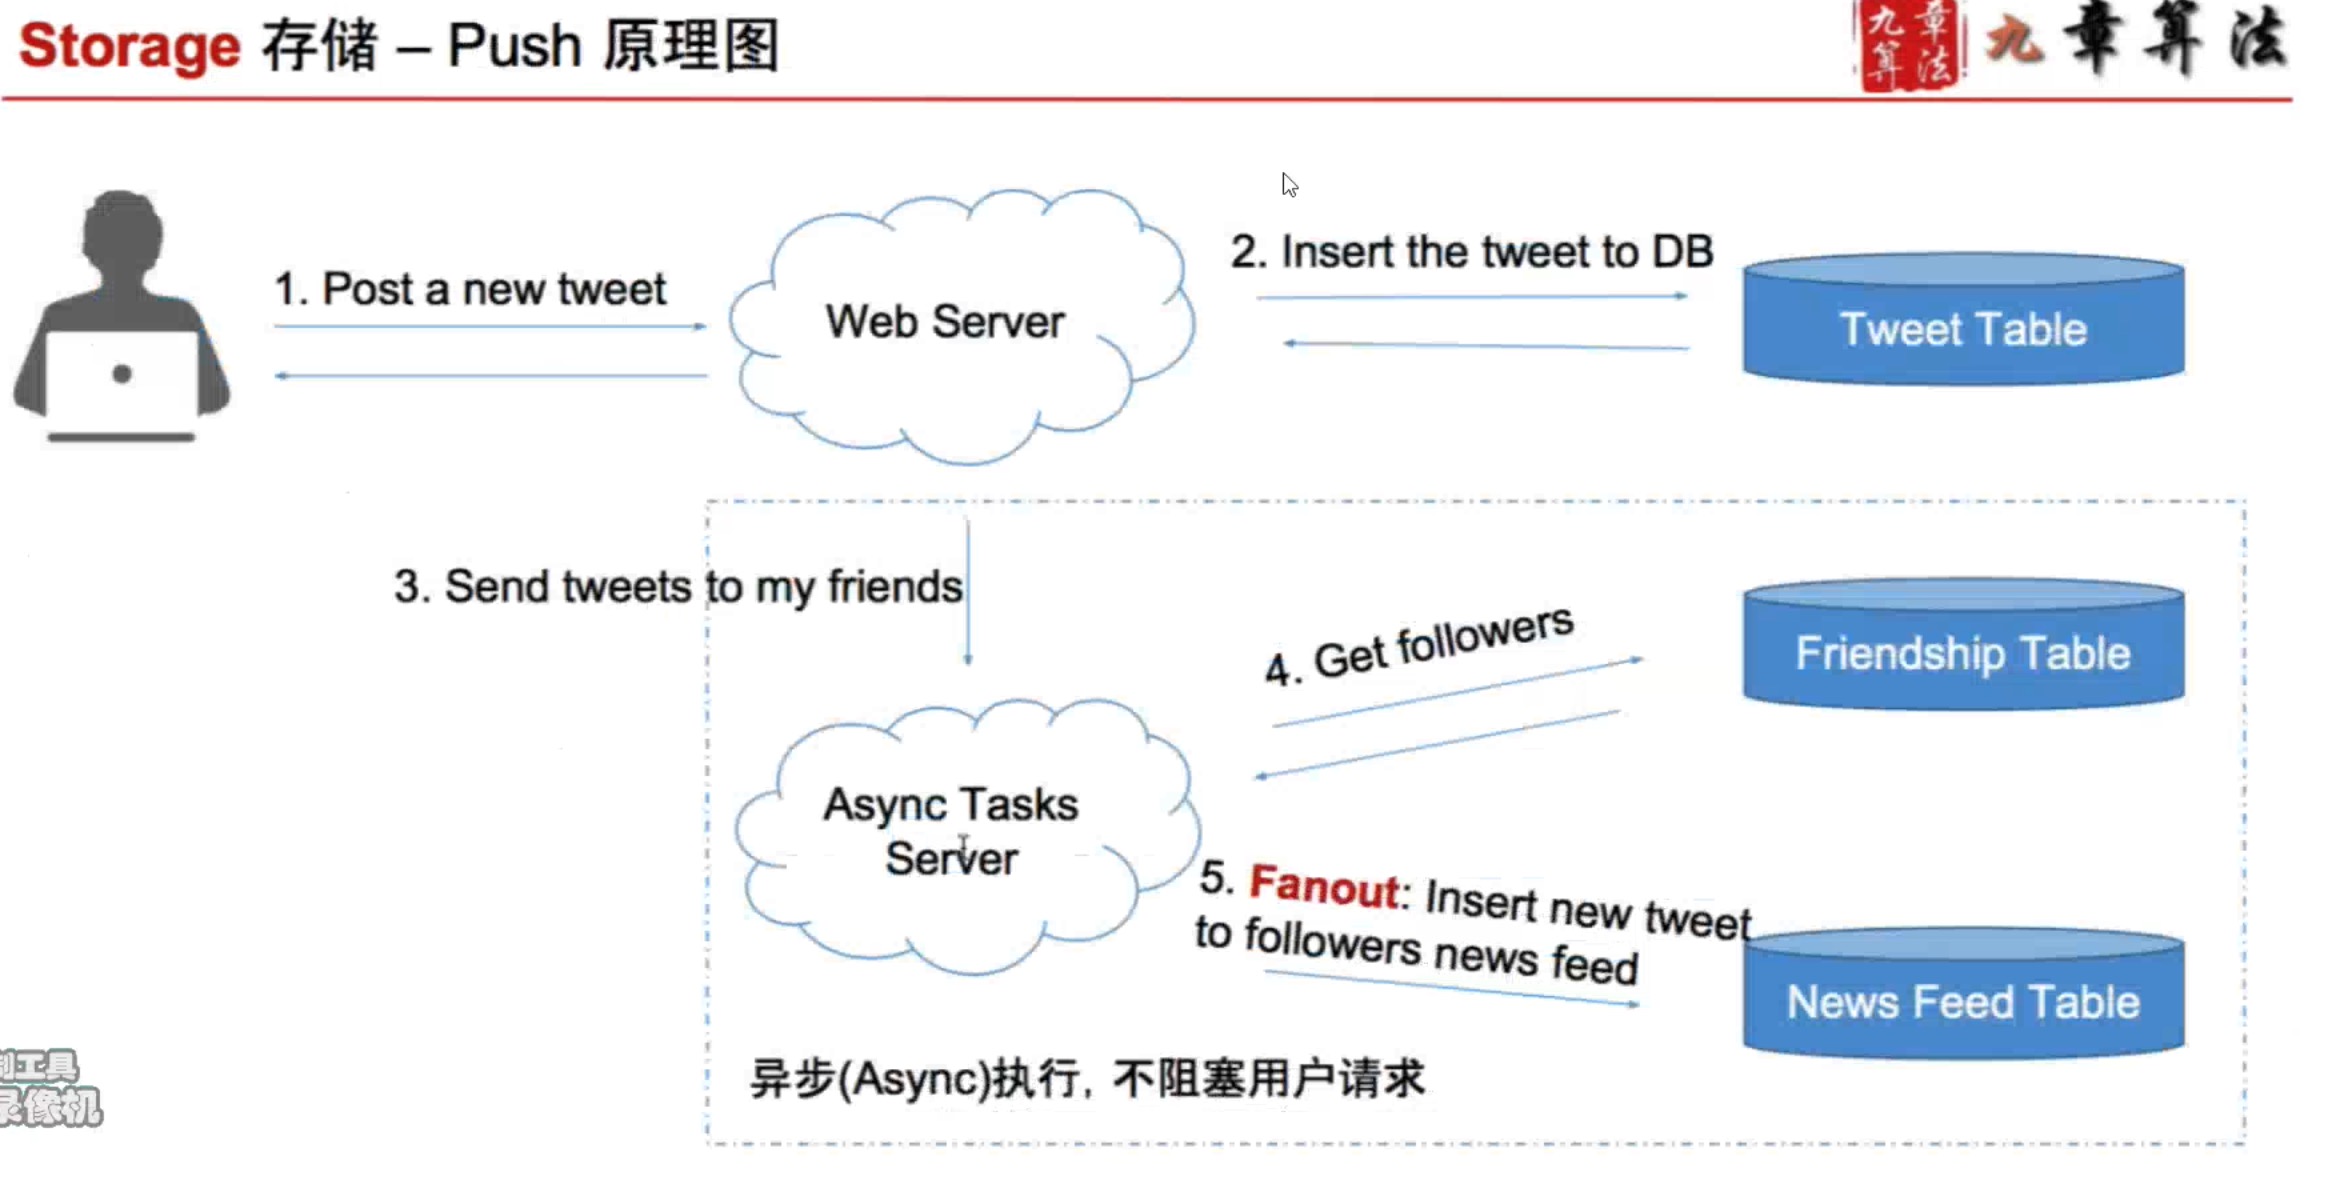 Storage 存储 – Push 原理图
九章算法
九章算法
1. Post a new tweet
Web Server
2. Insert the tweet to DB
Tweet Table
3. Send tweets to my friends
4. Get followers
Friendship Table
Async Tasks
Server
5. Fanout: Insert new tweet
to followers news feed
News Feed Table
异步(Async)执行, 不阻塞用户请求
制工具
录像机